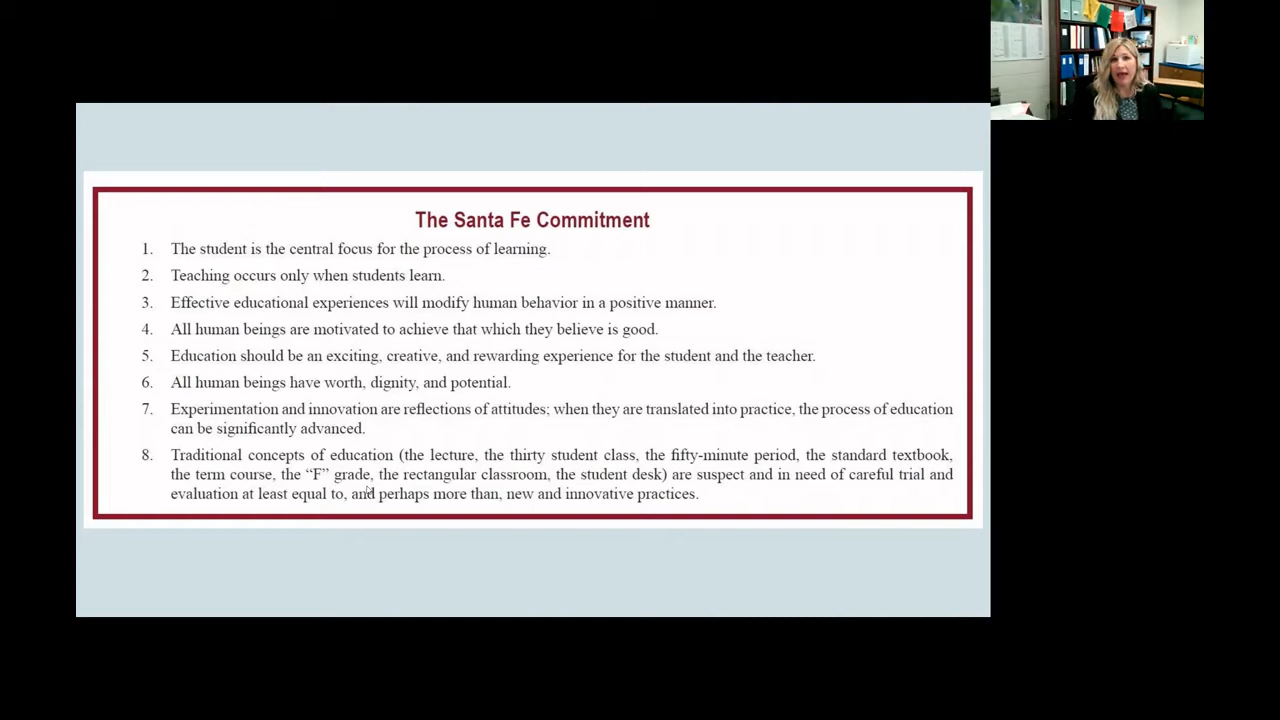 The Santa Fe Commitment
1. The student is the central focus for the process of learning.
2. Teaching occurs only when students learn.
3. Effective educational experiences will modify human behavior in a positive manner.
4. All human beings are motivated to achieve that which they believe is good.
5. Education should be an exciting, creative, and rewarding experience for the student and the teacher.
6. All human beings have worth, dignity, and potential.
7. Experimentation and innovation are reflections of attitudes; when they are translated into practice, the process of education
can be significantly advanced.
8. Traditional concepts of education (the lecture, the thirty student class, the fifty-minute period, the standard textbook,
the term course, the “F” grade, the rectangular classroom, the student desk) are suspect and in need of careful trial and
evaluation at least equal to, and perhaps more than, new and innovative practices.